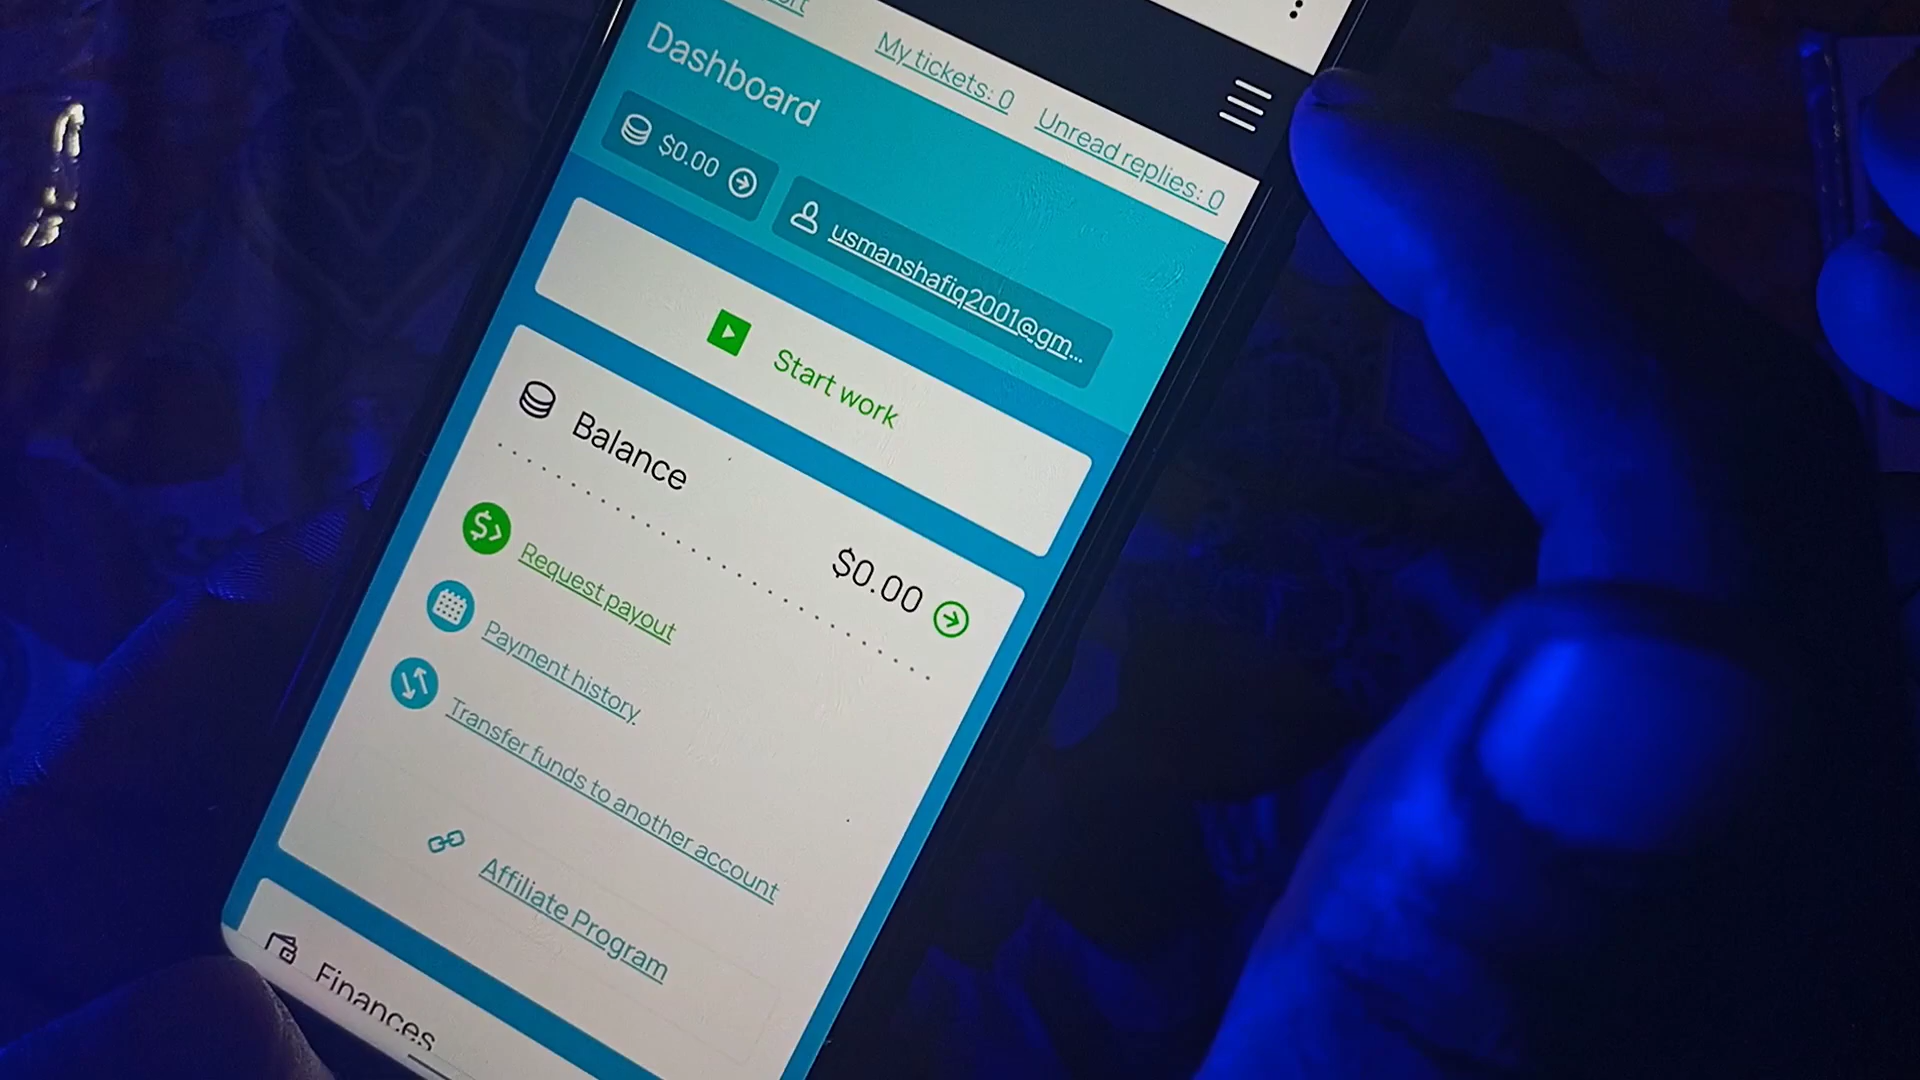 My tickets: 0
Unread replies: 0
Dashboard
$0.00
usmanshafiq2001@gm...
Start work
Balance
$0.00
Request payout
Payment history
Transfer funds to another account
Affiliate Program
Finances